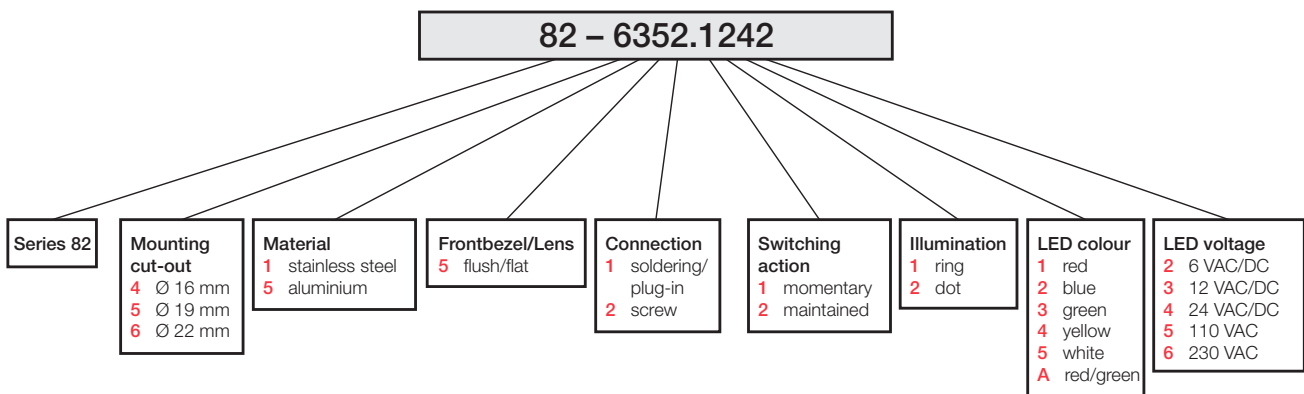 82 – 6352.1242
Series 82
Mounting
cut-out
4 Ø 16 mm
5 Ø 19 mm
6 Ø 22 mm
Material
1 stainless steel
5 aluminium
Frontbezel/Lens
5 flush/flat
Connection
1 soldering/
plug-in
2 screw
Switching
action
1 momentary
2 maintained
Illumination
1 ring
2 dot
LED colour
1 red
2 blue
3 green
4 yellow
5 white
A red/green
LED voltage
2 6 VAC/DC
3 12 VAC/DC
4 24 VAC/DC
5 110 VAC
6 230 VAC